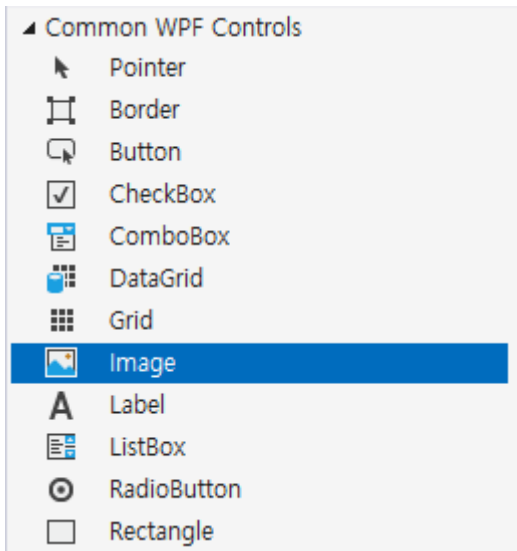 Common WPF Controls
Pointer
Border
Button
CheckBox
ComboBox
DataGrid
Grid
Image
Label
ListBox
RadioButton
Rectangle